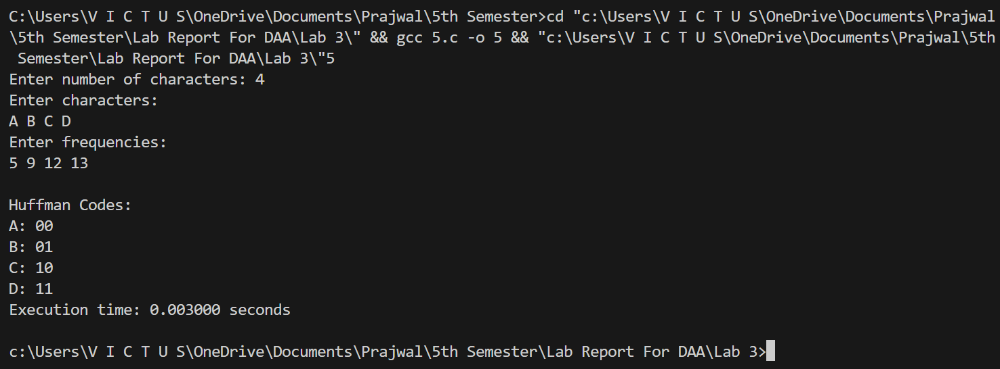 C:\Users\V I C T U S\OneDrive\Documents\Prajwal\5th Semester>cd "c:\Users\V I C T U S\OneDrive\Documents\Prajwal
\5th Semester\Lab Report For DAA\Lab 3\" && gcc 5.c -o 5 && "c:\Users\V I C T U S\OneDrive\Documents\Prajwal\5th
 Semester\Lab Report For DAA\Lab 3\"5
Enter number of characters: 4
Enter characters:
A B C D
Enter frequencies:
5 9 12 13

Huffman Codes:
A: 00
B: 01
C: 10
D: 11
Execution time: 0.003000 seconds

c:\Users\V I C T U S\OneDrive\Documents\Prajwal\5th Semester\Lab Report For DAA\Lab 3>